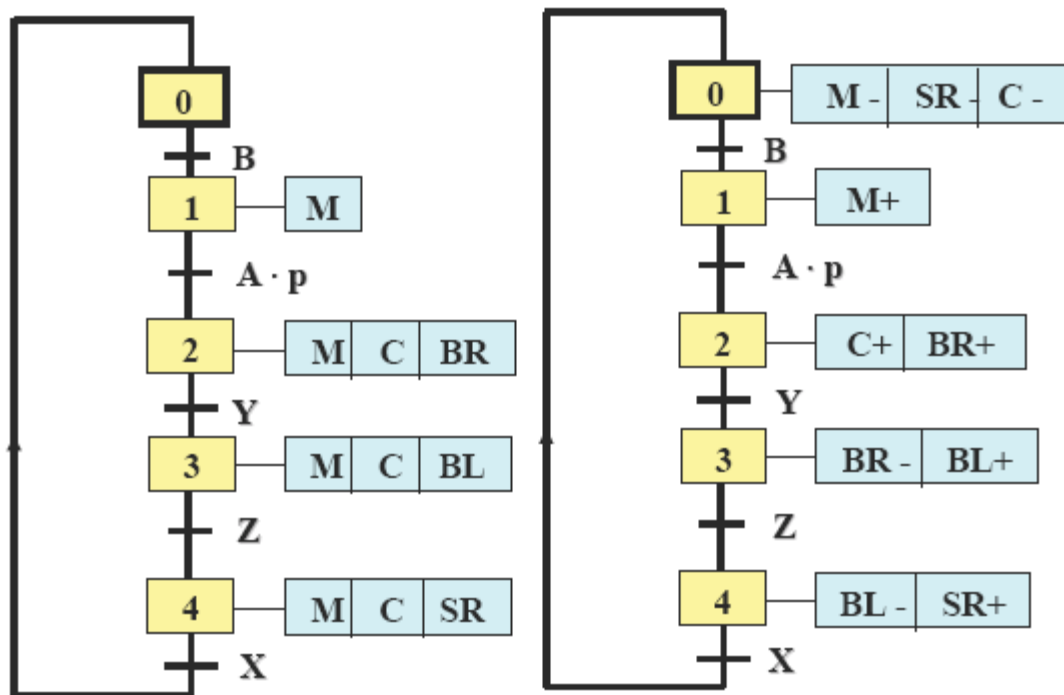 0
B
1 M
A · p
2 M C BR
Y
3 M C BL
Z
4 M C SR
X
0 M - SR - C -
B
1 M+
A · p
2 C+ BR+
Y
3 BR - BL+
Z
4 BL - SR+
X